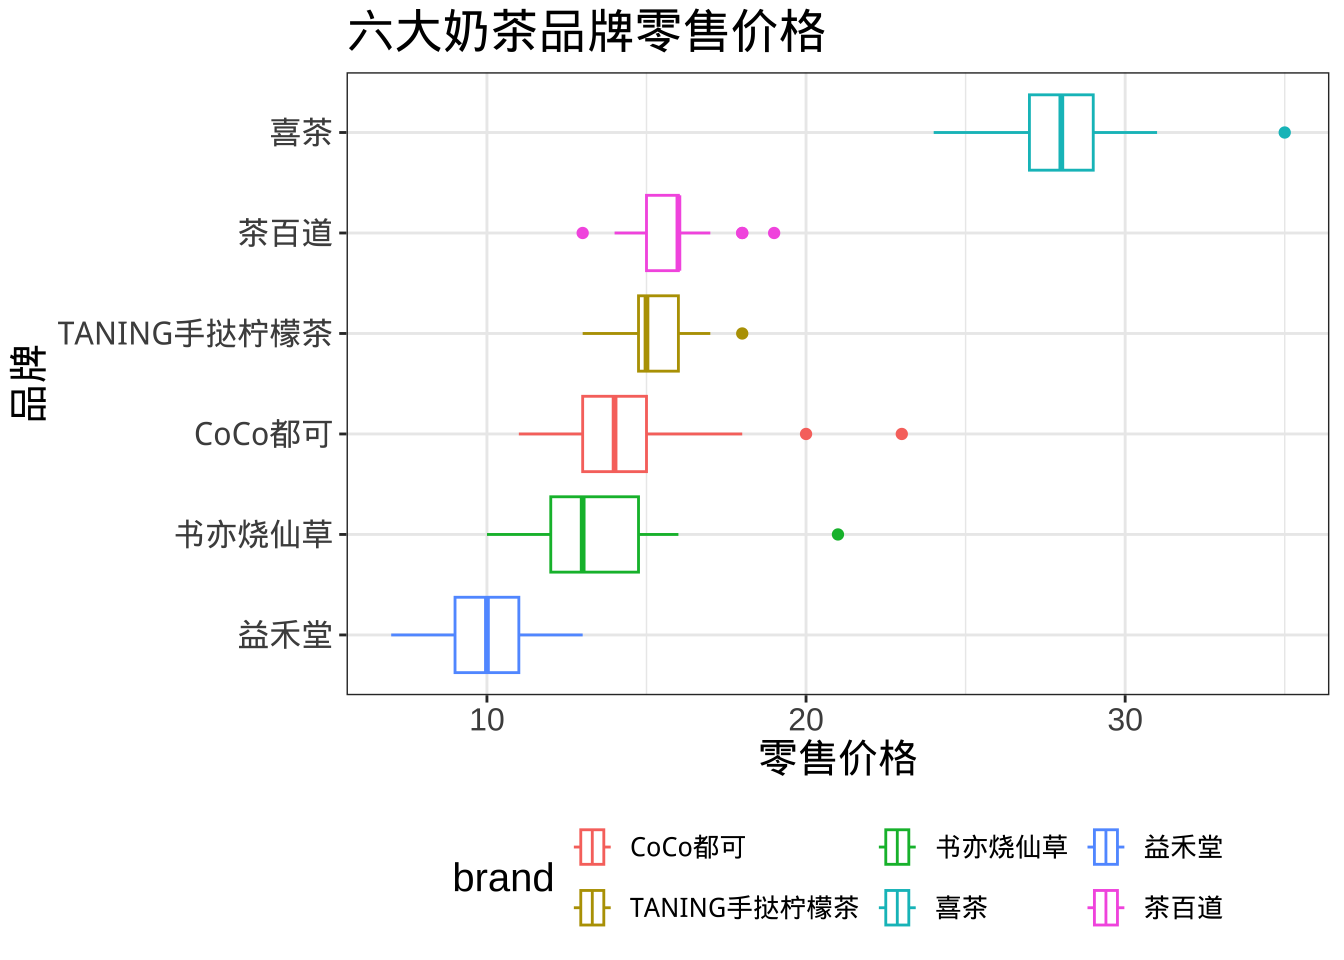 六大奶茶品牌零售价格
喜茶
茶百道
TANING手挞柠檬茶
CoCo都可
书亦烧仙草
益禾堂
品牌
10 20 30
零售价格
brand
CoCo都可 书亦烧仙草 益禾堂
TANING手挞柠檬茶 喜茶 茶百道